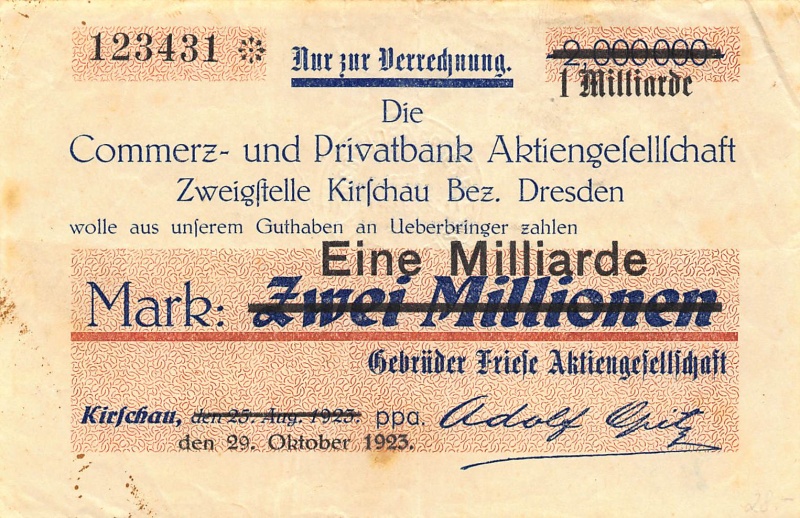 123431 ✻ Nur zur Verrechnung. 2,000000
1 Milliarde
Die
Commerz- und Privatbank Aktiengeſellſchaft
Zweigſtelle Kirſchau Bez. Dresden
wolle aus unſerem Guthaben an Ueberbringer zahlen
Eine Milliarde
Mark: Zwei Millionen
Gebrüder Frieſe Aktiengeſellſchaft
Kirſchau, den 25. Aug. 1923. ppa. Adolf Opitz
den 29. Oktober 1923.
28.-